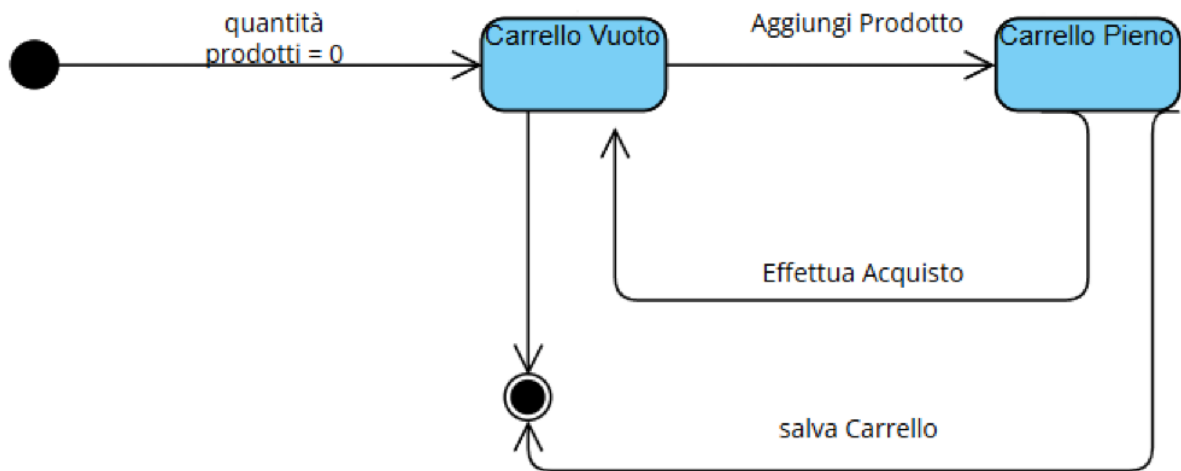 quantità
prodotti = 0
Carrello Vuoto
Aggiungi Prodotto
Carrello Pieno
Effettua Acquisto
salva Carrello